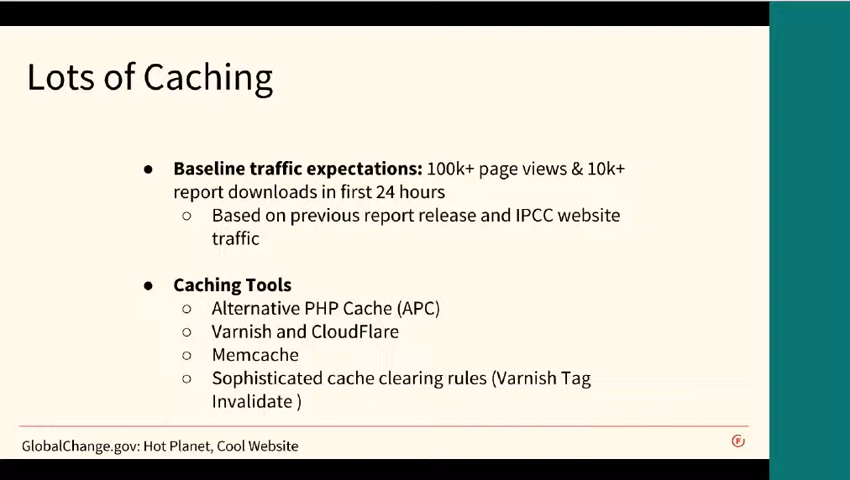 Lots of Caching
● Baseline traffic expectations: 100k+ page views & 10k+
report downloads in first 24 hours
○ Based on previous report release and IPCC website
traffic
● Caching Tools
○ Alternative PHP Cache (APC)
○ Varnish and CloudFlare
○ Memcache
○ Sophisticated cache clearing rules (Varnish Tag
Invalidate )
GlobalChange.gov: Hot Planet, Cool Website
F